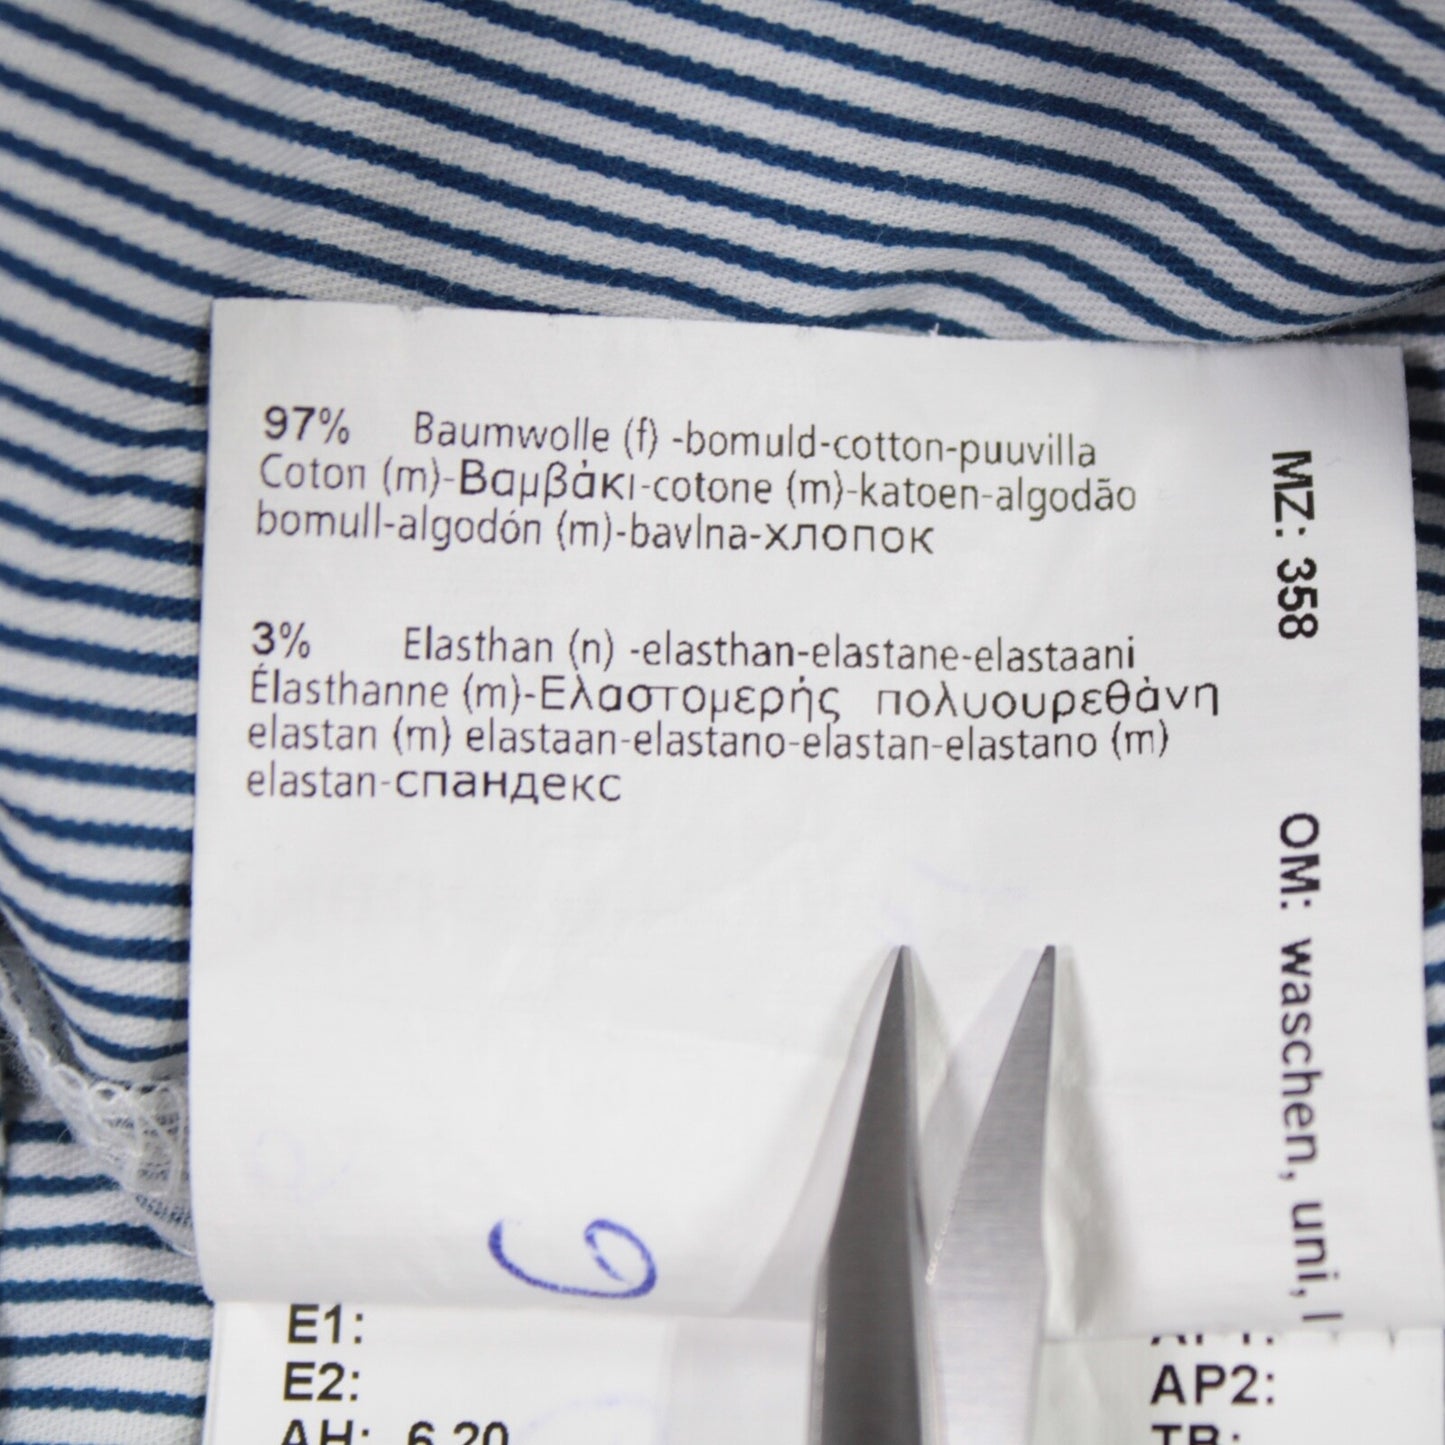 97% Baumwolle (f) -bomuld-cotton-puuvilla
Coton (m)-Βαμβάκι-cotone (m)-katoen-algodão
bomull-algodón (m)-bavlna-хлопок
3% Elasthan (n) -elasthan-elastane-elastaani
Élasthanne (m)-Ελαστομερής πολυουρεθάνη
elastan (m) elastaan-elastano-elastan-elastano (m)
elastan-спандекс
MZ: 358 OM: waschen, uni,
6
E1:
E2:
AP2:
AH: 6.20
TB: